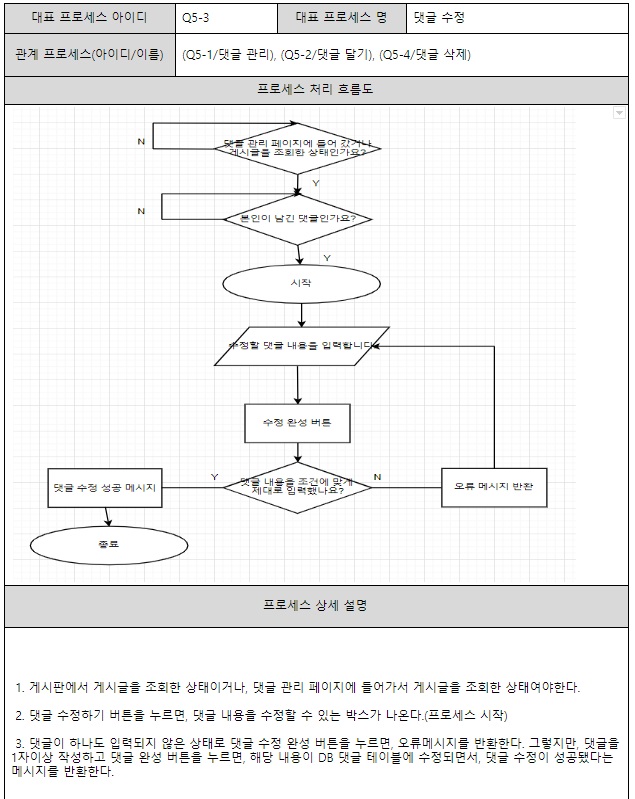 대표 프로세스 아이디 Q5-3 대표 프로세스 명 댓글 수정
관계 프로세스(아이디/이름) (Q5-1/댓글 관리), (Q5-2/댓글 달기), (Q5-4/댓글 삭제)
프로세스 처리 흐름도
댓글 관리 페이지에 들어 갔거나
게시글을 조회한 상태인가요?
N
Y
본인이 남긴 댓글인가요?
N
Y
시작
수정할 댓글 내용을 입력합니다
수정 완성 버튼
댓글 내용을 조건에 맞게
제대로 입력했나요?
Y
N
댓글 수정 성공 메시지
오류 메시지 반환
종료
프로세스 상세 설명
1. 게시판에서 게시글을 조회한 상태이거나, 댓글 관리 페이지에 들어가서 게시글을 조회한 상태여야한다.
2. 댓글 수정하기 버튼을 누르면, 댓글 내용을 수정할 수 있는 박스가 나온다.(프로세스 시작)
3. 댓글이 하나도 입력되지 않은 상태로 댓글 수정 완성 버튼을 누르면, 오류메시지를 반환한다. 그렇지만, 댓글을
1자이상 작성하고 댓글 완성 버튼을 누르면, 해당 내용이 DB 댓글 테이블에 수정되면서, 댓글 수정이 성공됐다는
메시지를 반환한다.